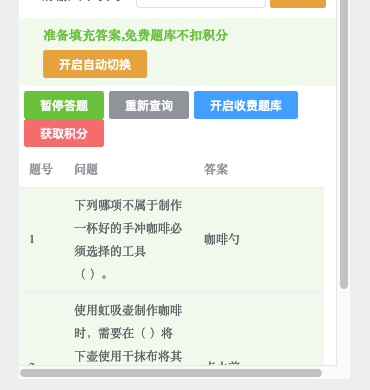 准备填充答案,免费题库不扣积分
开启自动切换
暂停答题 重新查询 开启收费题库
获取积分
题号 问题 答案
下列哪项不属于制作
一杯好的手冲咖啡必
1 须选择的工具 咖啡勺
（ ）。
使用虹吸壶制作咖啡
时，需要在（ ）将
下壶使用干抹布将其